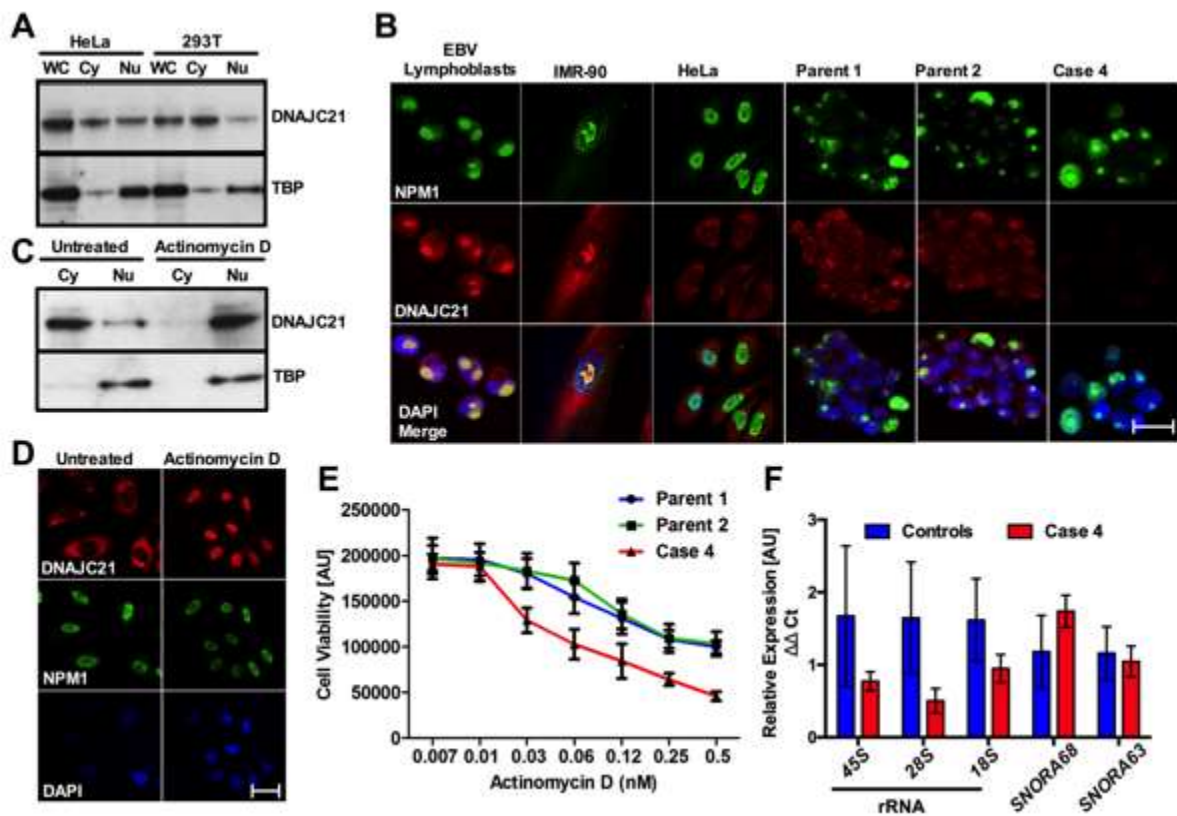 A
HeLa 293T
WC Cy Nu WC Cy Nu
DNAJC21
TBP
B
EBV
Lymphoblasts IMR-90 HeLa Parent 1 Parent 2 Case 4
NPM1
DNAJC21
DAPI
Merge
C
Untreated Actinomycin D
Cy Nu Cy Nu
DNAJC21
TBP
D
Untreated Actinomycin D
DNAJC21
NPM1
DAPI
E
Parent 1
Parent 2
Case 4
Cell Viability [AU]
250000
200000
150000
100000
50000
0
0.007 0.01 0.03 0.06 0.12 0.25 0.5
Actinomycin D (nM)
F
Controls Case 4
Relative Expression [AU]
ΔΔ Ct
3
2
1
0
45S 28S 18S SNORA68 SNORA63
rRNA